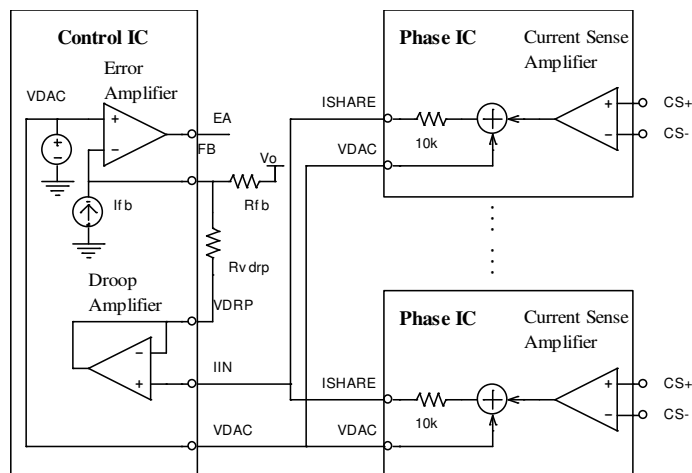 Control IC
Error
Amplifier
VDAC
+
−
EA
FB
+
−
Vo
Ifb
Rfb
Rvdrp
Droop
Amplifier
VDRP
−
+
IIN
VDAC
Phase IC
Current Sense
Amplifier
ISHARE
10k
+
−
CS+
CS-
VDAC
Phase IC
Current Sense
Amplifier
ISHARE
10k
+
−
CS+
CS-
VDAC